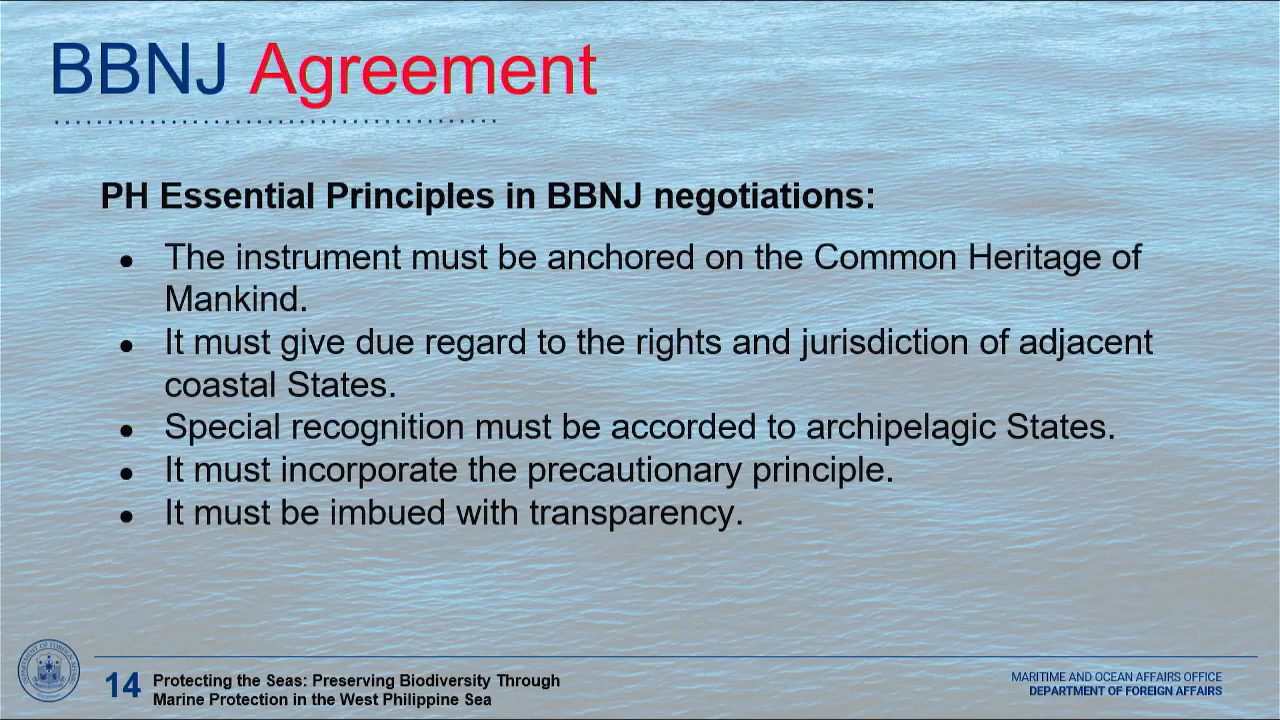 BBNJ Agreement
PH Essential Principles in BBNJ negotiations:
● The instrument must be anchored on the Common Heritage of
Mankind.
● It must give due regard to the rights and jurisdiction of adjacent
coastal States.
● Special recognition must be accorded to archipelagic States.
● It must incorporate the precautionary principle.
● It must be imbued with transparency.
14
Protecting the Seas: Preserving Biodiversity Through
Marine Protection in the West Philippine Sea
MARITIME AND OCEAN AFFAIRS OFFICE
DEPARTMENT OF FOREIGN AFFAIRS